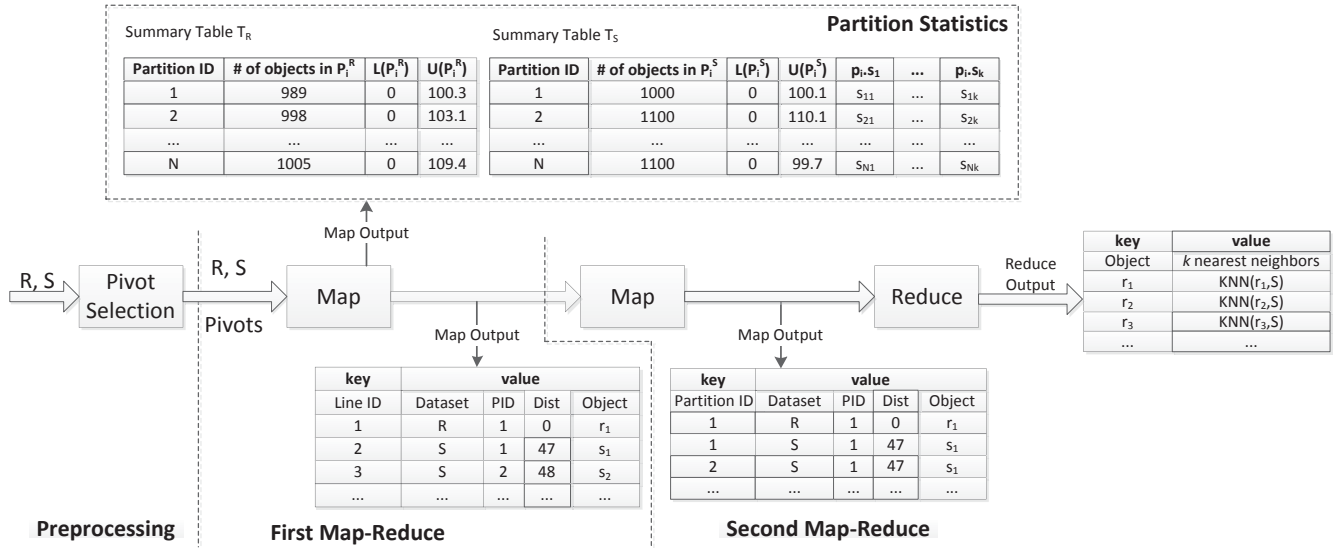 Partition Statistics
Summary Table T_R
Partition ID # of objects in P_i^R L(P_i^R) U(P_i^R)
1 989 0 100.3
2 998 0 103.1
... ... ... ...
N 1005 0 109.4
Summary Table T_S
Partition ID # of objects in P_i^S L(P_i^S) U(P_i^S) p_i.s_1 ... p_i.s_k
1 1000 0 100.1 s_11 ... s_1k
2 1100 0 110.1 s_21 ... s_2k
... ... ... ... ... ... ...
N 1100 0 99.7 s_N1 ... s_Nk
Map Output
R, S
Pivot
Selection
R, S
Pivots
Map
Map Output
Map
Map Output
Reduce
Reduce
Output
key value
Object k nearest neighbors
r_1 KNN(r_1,S)
r_2 KNN(r_2,S)
r_3 KNN(r_3,S)
... ...
key value
Line ID Dataset PID Dist Object
1 R 1 0 r_1
2 S 1 47 s_1
3 S 2 48 s_2
... ... ... ... ...
key value
Partition ID Dataset PID Dist Object
1 R 1 0 r_1
1 S 1 47 s_1
2 S 1 47 s_1
... ... ... ... ...
Preprocessing
First Map-Reduce
Second Map-Reduce